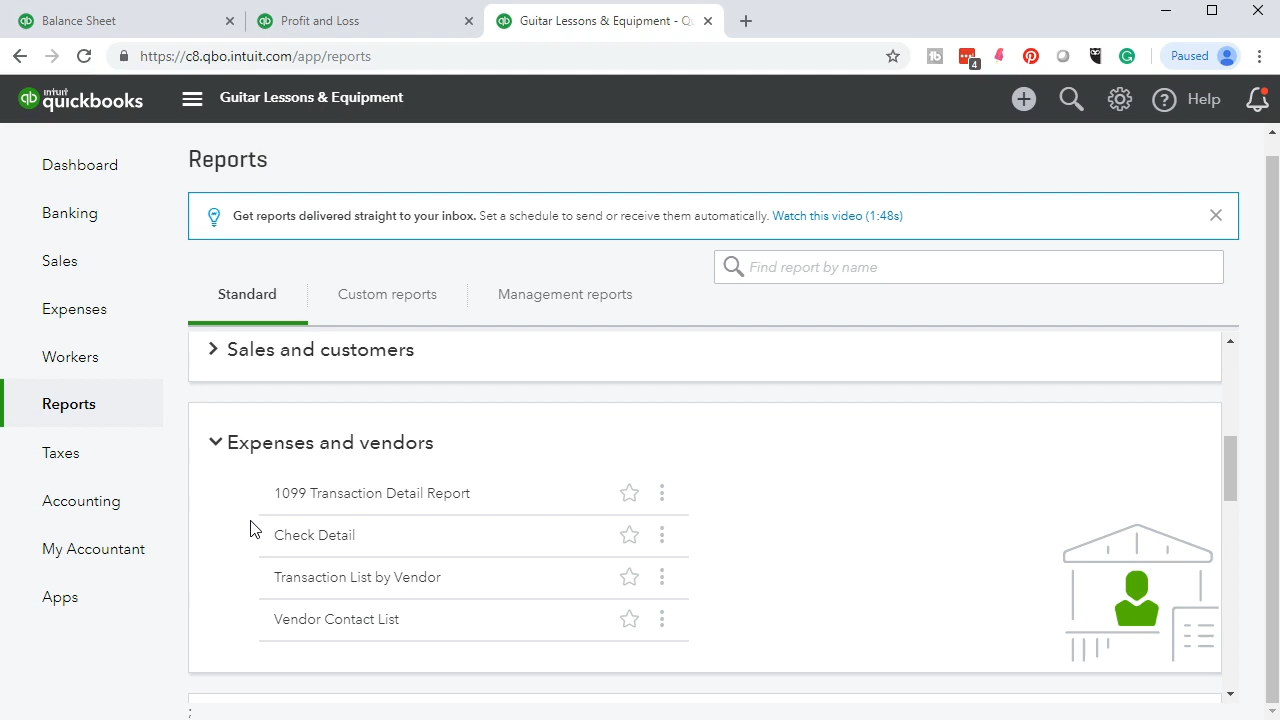 Balance Sheet
Profit and Loss
Guitar Lessons & Equipment - Q
https://c8.qbo.intuit.com/app/reports
4
Paused
intuit quickbooks
Guitar Lessons & Equipment
Help
Dashboard
Banking
Sales
Expenses
Workers
Reports
Taxes
Accounting
My Accountant
Apps
Reports
Get reports delivered straight to your inbox. Set a schedule to send or receive them automatically. Watch this video (1:48s)
Find report by name
Standard
Custom reports
Management reports
Sales and customers
Expenses and vendors
1099 Transaction Detail Report
Check Detail
Transaction List by Vendor
Vendor Contact List
;